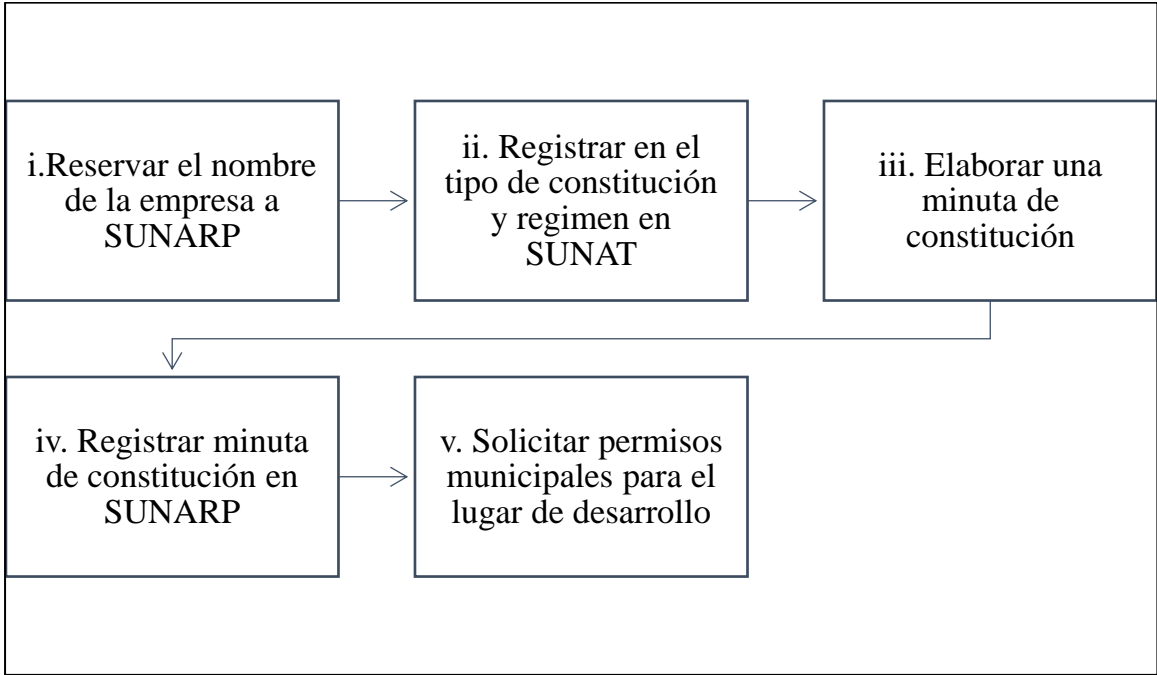 i.Reservar el nombre
de la empresa a
SUNARP
ii. Registrar en el
tipo de constitución
y regimen en
SUNAT
iii. Elaborar una
minuta de
constitución
iv. Registrar minuta
de constitución en
SUNARP
v. Solicitar permisos
municipales para el
lugar de desarrollo